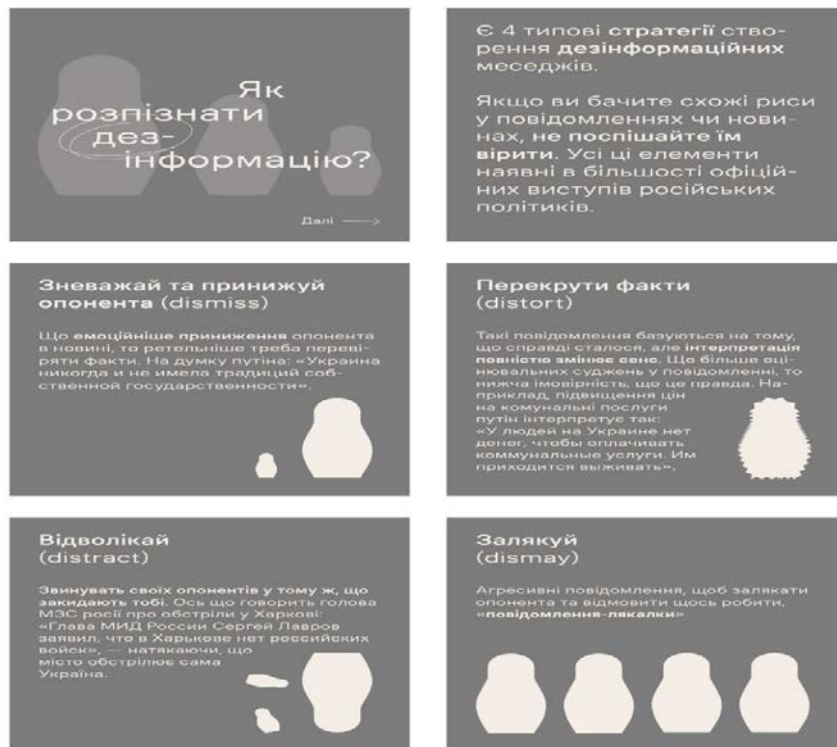 Як
розпізнати
дез-
інформацію?
Далі
Є 4 типові стратегії ство-
рення дезінформаційних
меседжів.
Якщо ви бачите схожі риси
у повідомленнях чи нови-
нах, не поспішайте їм
вірити. Усі ці елементи
наявні в більшості офіцій-
них виступів російських
політиків.
Зневажай та принижуй
опонента (dismiss)
Що емоційніше приниження опонента
в новині, то ретельніше треба переві-
ряти факти. На думку путіна: «Украина
никогда и не имела традиций соб-
ственной государственности».
Перекрути факти
(distort)
Такі повідомлення базуються на тому,
що справді сталося, але інтерпретація
повністю змінює сенс. Що більше оці-
нювальних суджень у повідомленні, то
нижча імовірність, що це правда. На-
приклад, підвищення цін
на комунальні послуги
путін інтерпретує так:
«У людей на Украине нет
денег, чтобы оплачивать
коммунальные услуги. Им
приходится выживать».
Відволікай
(distract)
Звинувать своїх опонентів у тому ж, що
закидають тобі. Ось що говорить голова
МЗС росії про обстріли у Харкові:
«Глава МИД России Сергей Лавров
заявил, что в Харькове нет российских
войск», — натякаючи, що
місто обстрілює сама
Україна.
Залякуй
(dismay)
Агресивні повідомлення, щоб залякати
опонента та відмовити щось робити,
«повідомлення-лякалки»